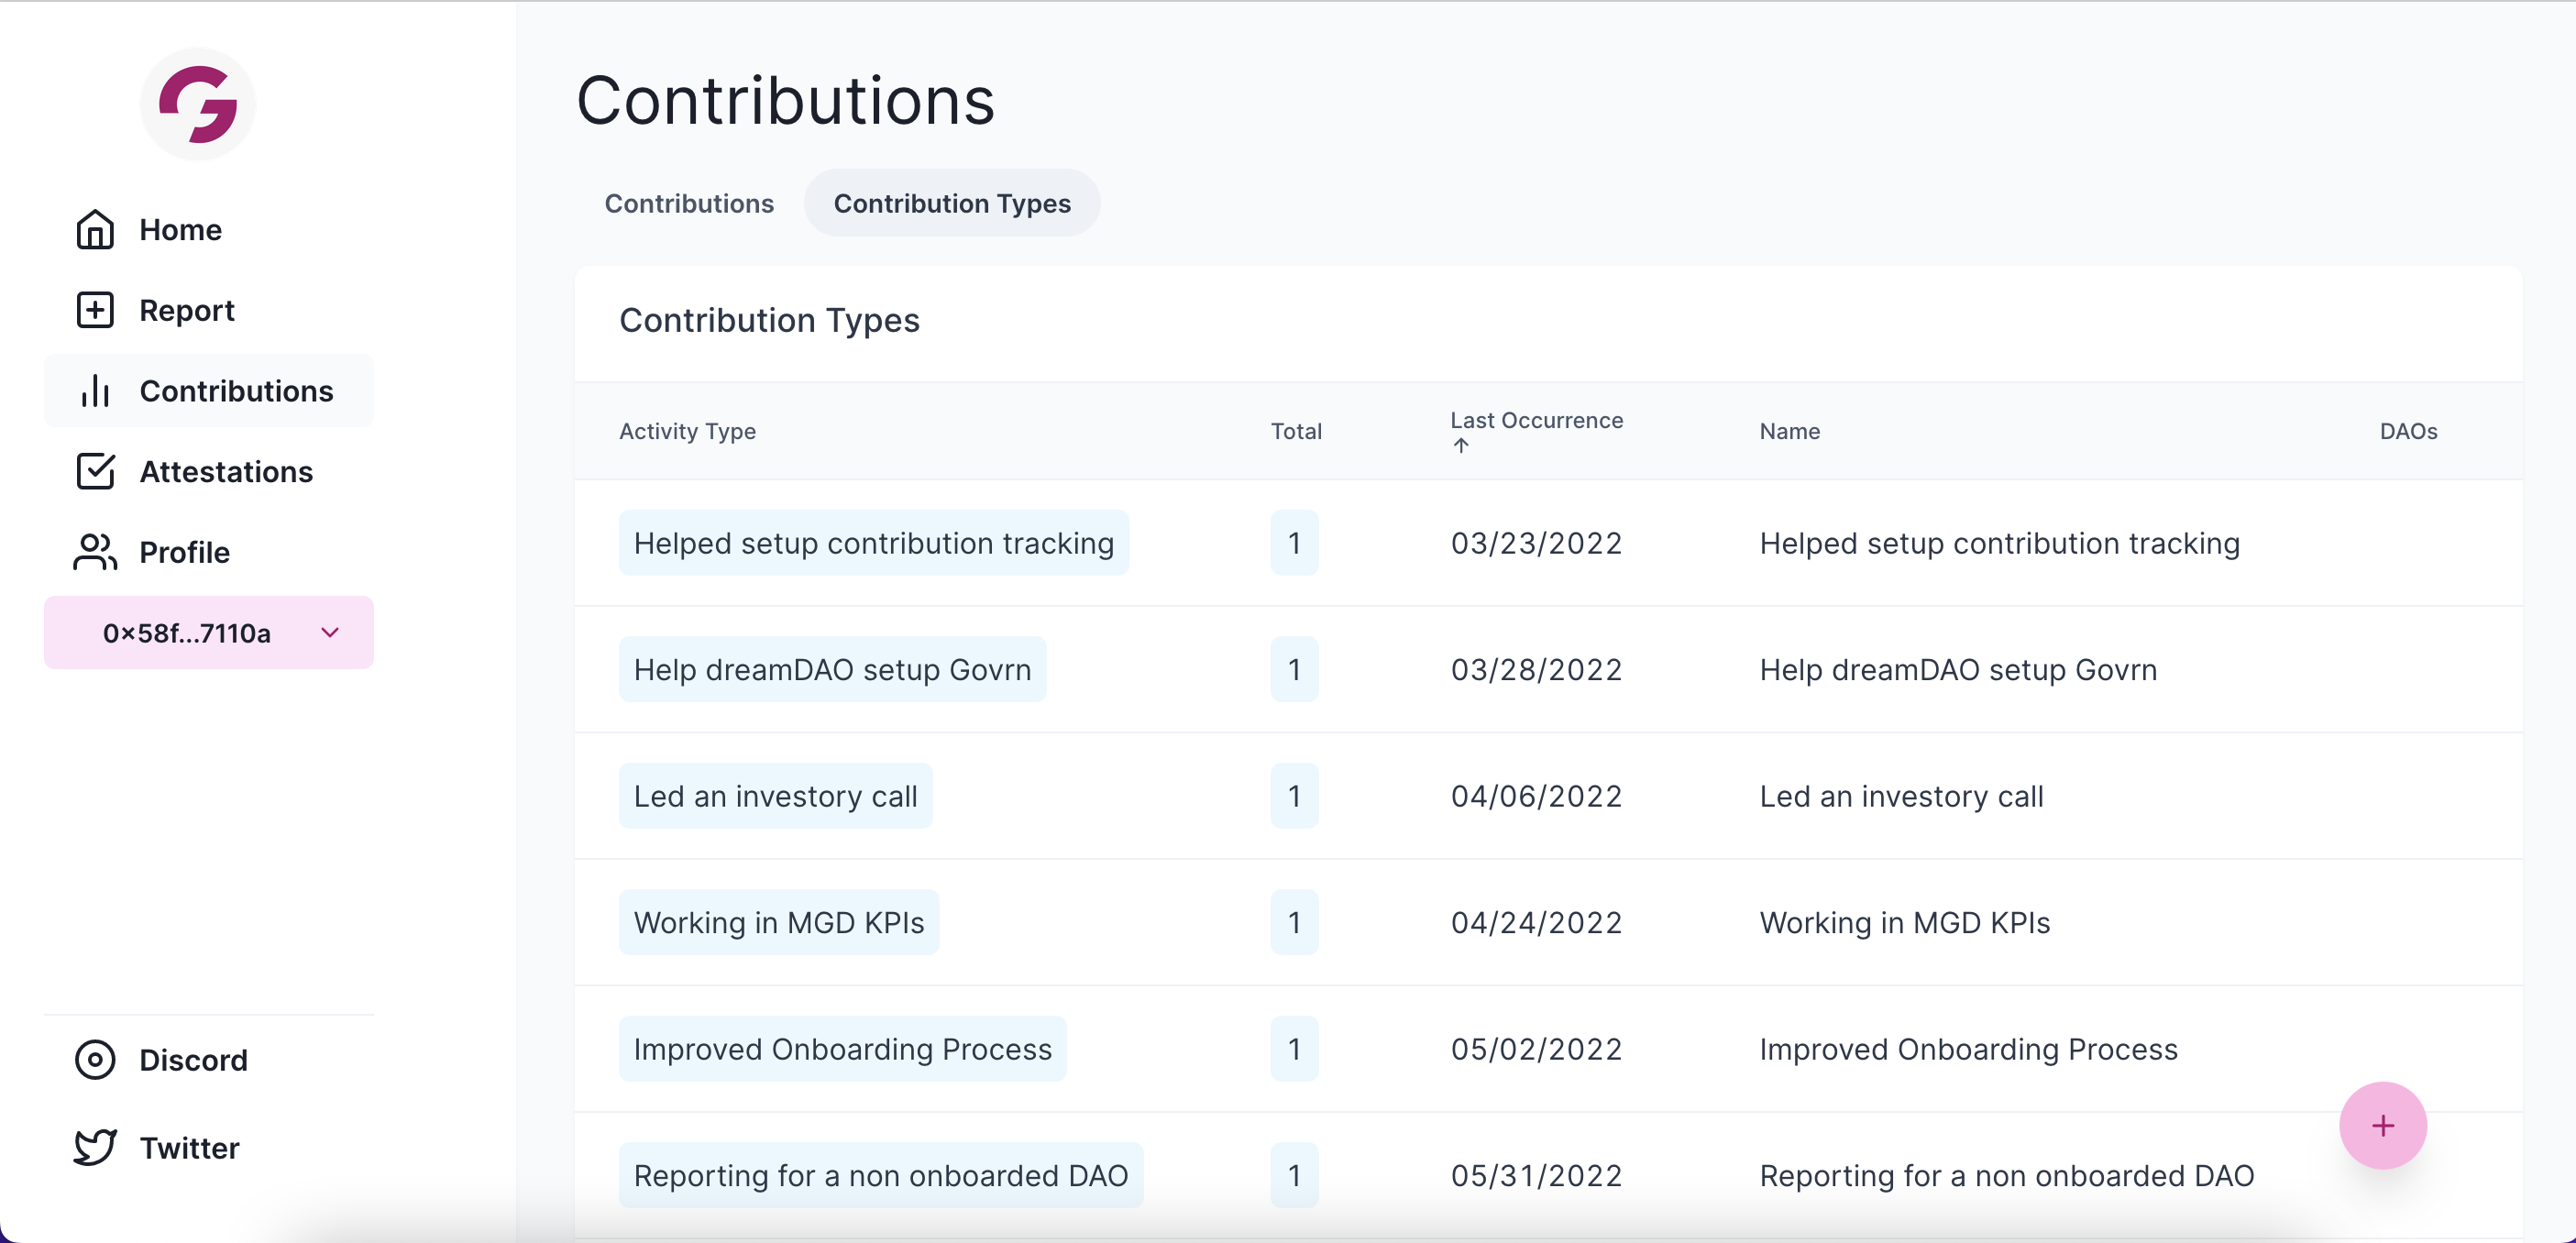 Home
Report
Contributions
Attestations
Profile
0×58f...7110a
Discord
Twitter
Contributions
Contributions Contribution Types
Contribution Types
Activity Type Total Last Occurrence ↑ Name DAOs
Helped setup contribution tracking 1 03/23/2022 Helped setup contribution tracking
Help dreamDAO setup Govrn 1 03/28/2022 Help dreamDAO setup Govrn
Led an investory call 1 04/06/2022 Led an investory call
Working in MGD KPIs 1 04/24/2022 Working in MGD KPIs
Improved Onboarding Process 1 05/02/2022 Improved Onboarding Process
Reporting for a non onboarded DAO 1 05/31/2022 Reporting for a non onboarded DAO
+